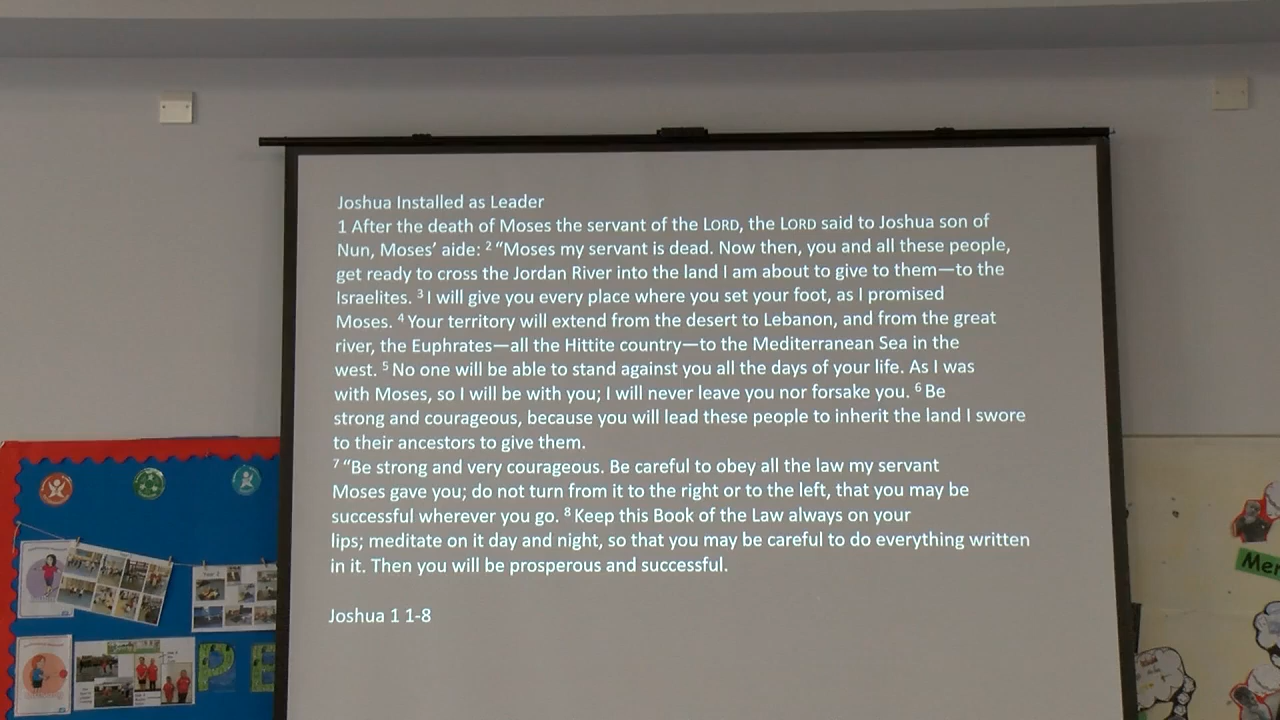 Joshua Installed as Leader
1 After the death of Moses the servant of the LORD, the LORD said to Joshua son of
Nun, Moses’ aide: ² “Moses my servant is dead. Now then, you and all these people,
get ready to cross the Jordan River into the land I am about to give to them—to the
Israelites. ³ I will give you every place where you set your foot, as I promised
Moses. ⁴ Your territory will extend from the desert to Lebanon, and from the great
river, the Euphrates—all the Hittite country—to the Mediterranean Sea in the
west. ⁵ No one will be able to stand against you all the days of your life. As I was
with Moses, so I will be with you; I will never leave you nor forsake you. ⁶ Be
strong and courageous, because you will lead these people to inherit the land I swore
to their ancestors to give them.
⁷ “Be strong and very courageous. Be careful to obey all the law my servant
Moses gave you; do not turn from it to the right or to the left, that you may be
successful wherever you go. ⁸ Keep this Book of the Law always on your
lips; meditate on it day and night, so that you may be careful to do everything written
in it. Then you will be prosperous and successful.
Joshua 1 1-8
PE
Mer